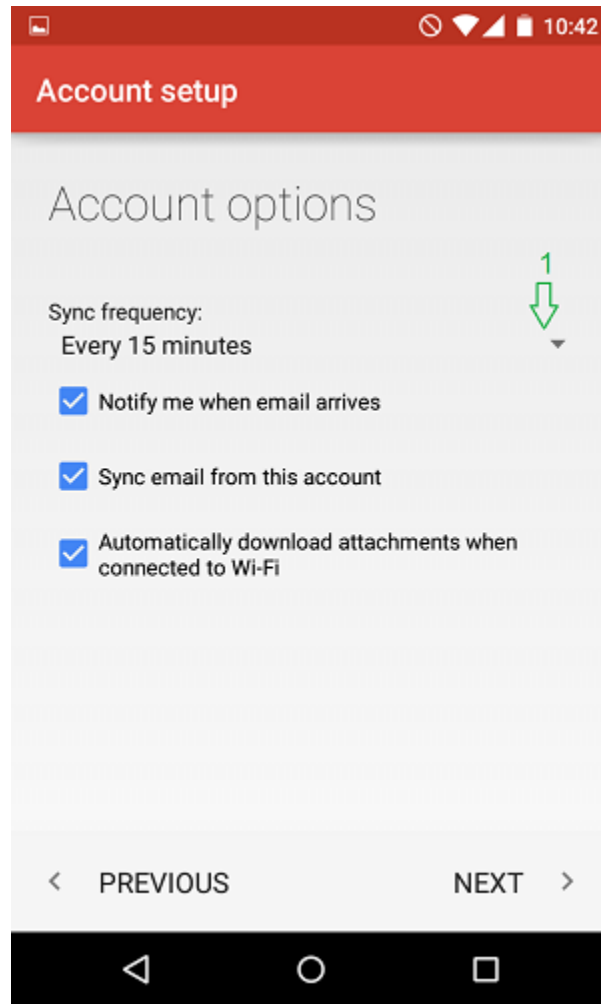 10:42
Account setup
Account options
1
Sync frequency:
Every 15 minutes
Notify me when email arrives
Sync email from this account
Automatically download attachments when
connected to Wi-Fi
PREVIOUS
NEXT